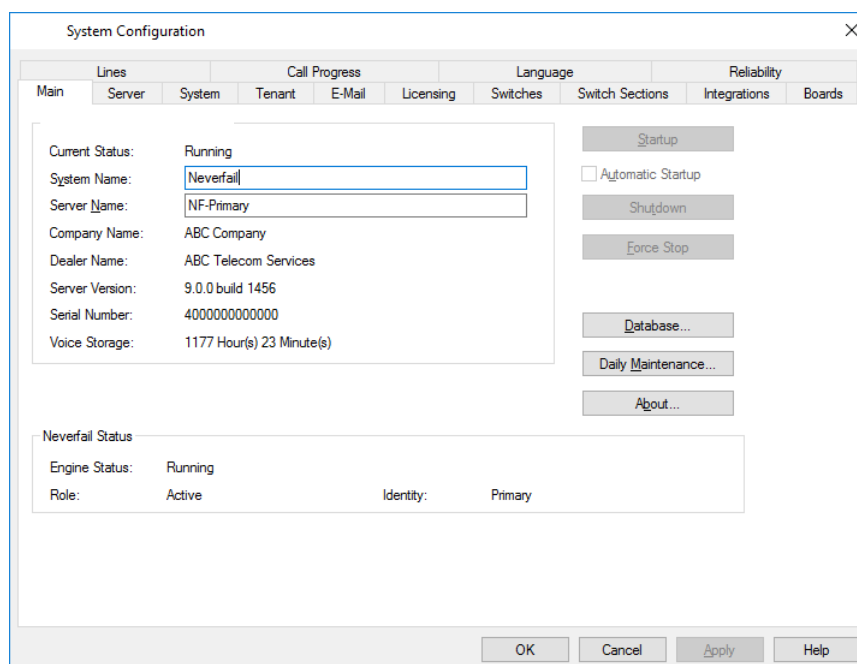 System Configuration
Lines Call Progress Language Reliability
Main Server System Tenant E-Mail Licensing Switches Switch Sections Integrations Boards
Current Status: Running
System Name: Neverfail
Server Name: NF-Primary
Company Name: ABC Company
Dealer Name: ABC Telecom Services
Server Version: 9.0.0 build 1456
Serial Number: 4000000000000
Voice Storage: 1177 Hour(s) 23 Minute(s)
Startup
Automatic Startup
Shutdown
Force Stop
Database...
Daily Maintenance...
About...
Neverfail Status
Engine Status: Running
Role: Active Identity: Primary
OK Cancel Apply Help